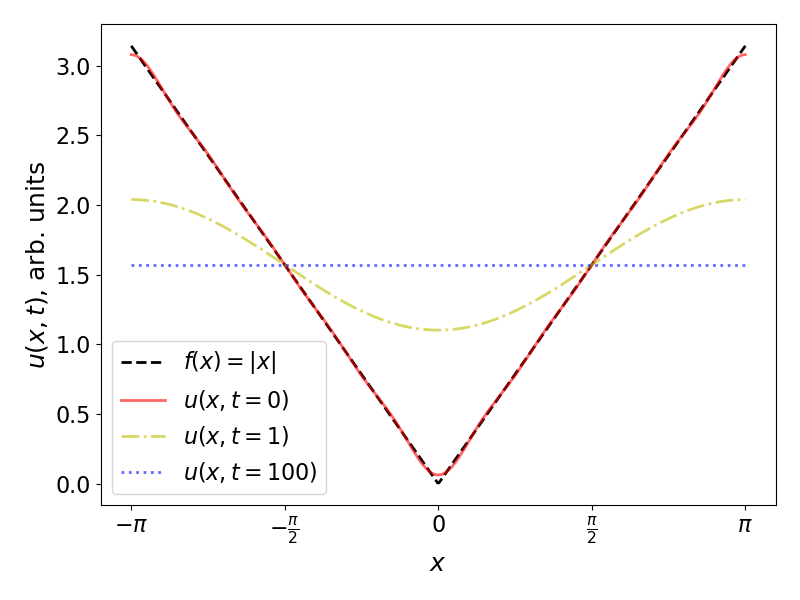 u(x, t), arb. units
3.0
2.5
2.0
1.5
1.0
0.5
0.0
f(x) = |x|
u(x, t = 0)
u(x, t = 1)
u(x, t = 100)
−π
−π/2
0
π/2
π
x